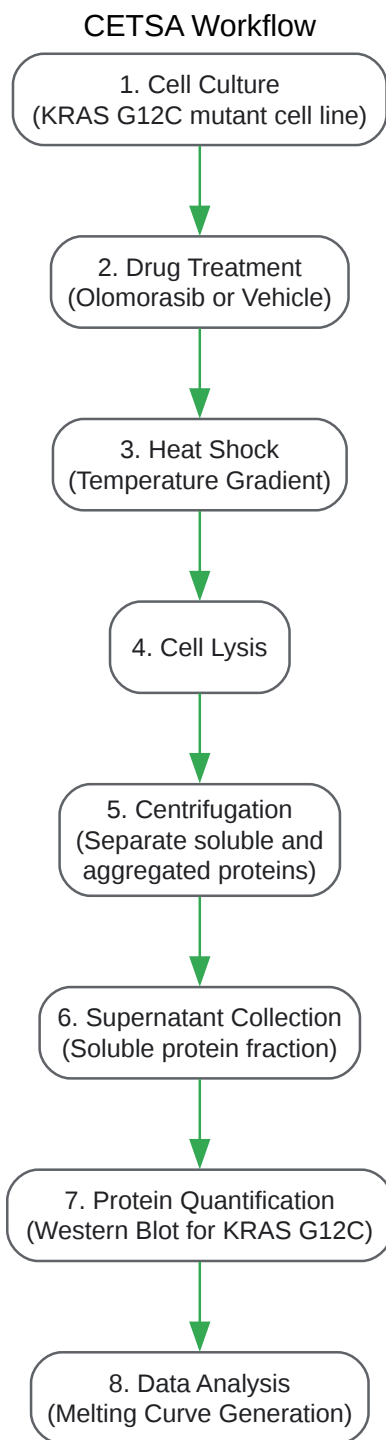 CETSA Workflow
1. Cell Culture
(KRAS G12C mutant cell line)
2. Drug Treatment
(Olomorasib or Vehicle)
3. Heat Shock
(Temperature Gradient)
4. Cell Lysis
5. Centrifugation
(Separate soluble and
aggregated proteins)
6. Supernatant Collection
(Soluble protein fraction)
7. Protein Quantification
(Western Blot for KRAS G12C)
8. Data Analysis
(Melting Curve Generation)